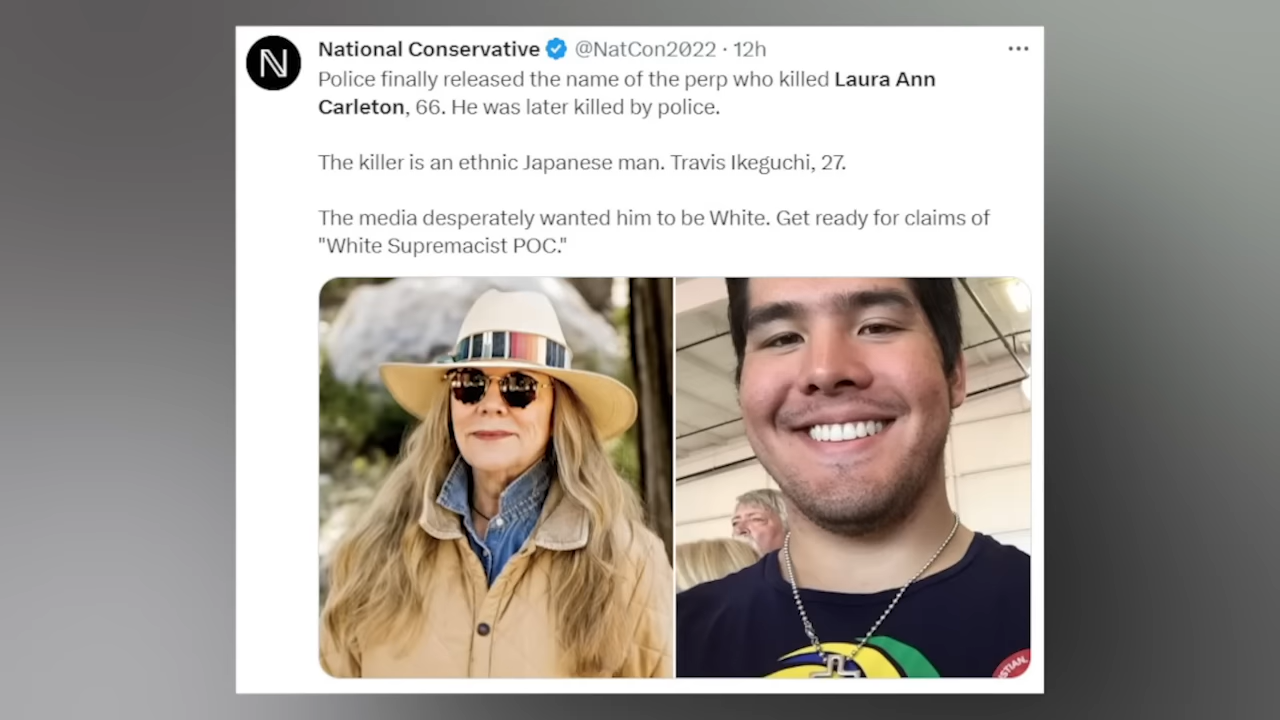 National Conservative @NatCon2022 · 12h
Police finally released the name of the perp who killed Laura Ann
Carleton, 66. He was later killed by police.
The killer is an ethnic Japanese man. Travis Ikeguchi, 27.
The media desperately wanted him to be White. Get ready for claims of
"White Supremacist POC."
STIAN.